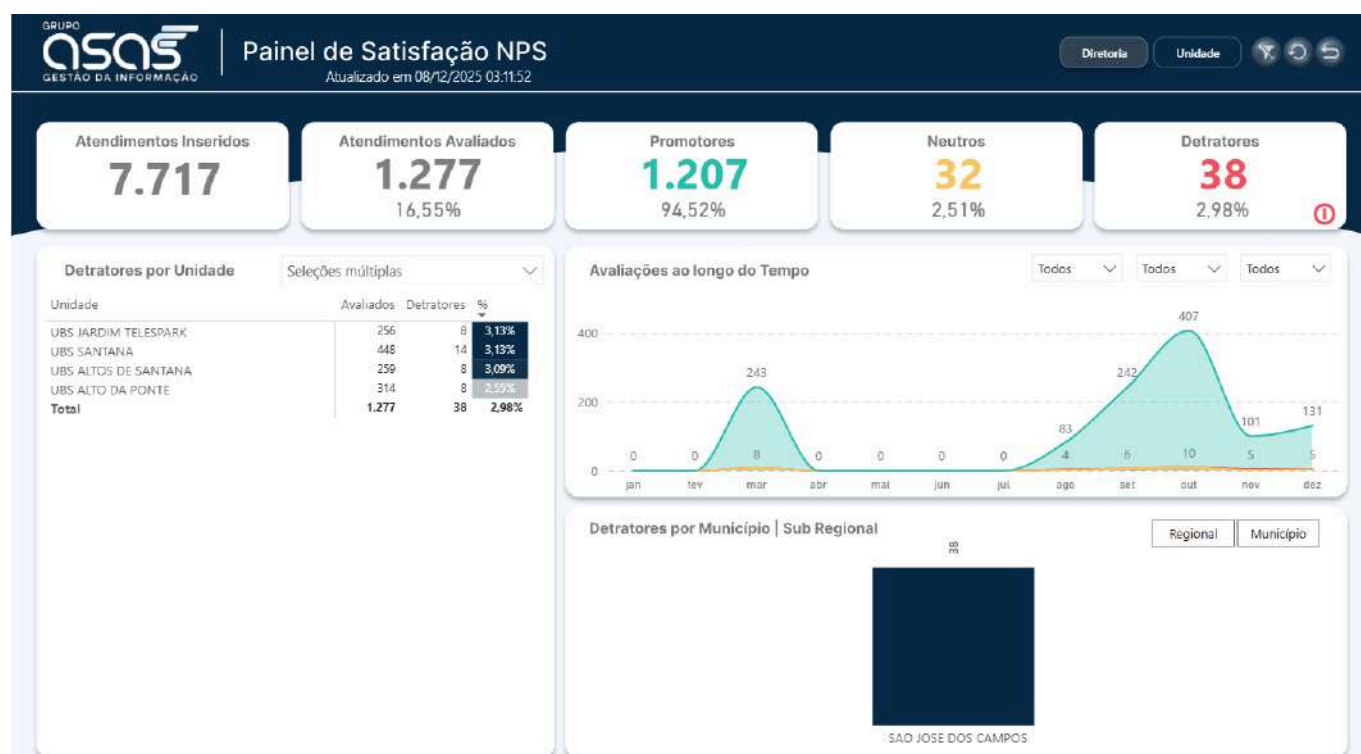 GRUPO
asas
GESTÃO DA INFORMAÇÃO
Painel de Satisfação NPS
Atualizado em 08/12/2025 03:11:52
Diretoria
Unidade
Atendimentos Inseridos
7.717
Atendimentos Avaliados
1.277
16,55%
Promotores
1.207
94,52%
Neutros
32
2,51%
Detratores
38
2,98%
Detratores por Unidade
Seleções múltiplas
Unidade Avaliados Detratores %
UBS JARDIM TELESPARK 256 8 3,13%
UBS SANTANA 448 14 3,13%
UBS ALTOS DE SANTANA 259 8 3,09%
UBS ALTO DA PONTE 314 8 2,55%
Total 1.277 38 2,98%
Avaliações ao longo do Tempo
Todos Todos Todos
407
400
243 242
200
83 101 131
0 0 8 0 0 0 0 4 6 10 5 5
0
jan fev mar abr mai jun jul ago set out nov dez
Detratores por Município | Sub Regional
Regional
Município
38
SAO JOSE DOS CAMPOS